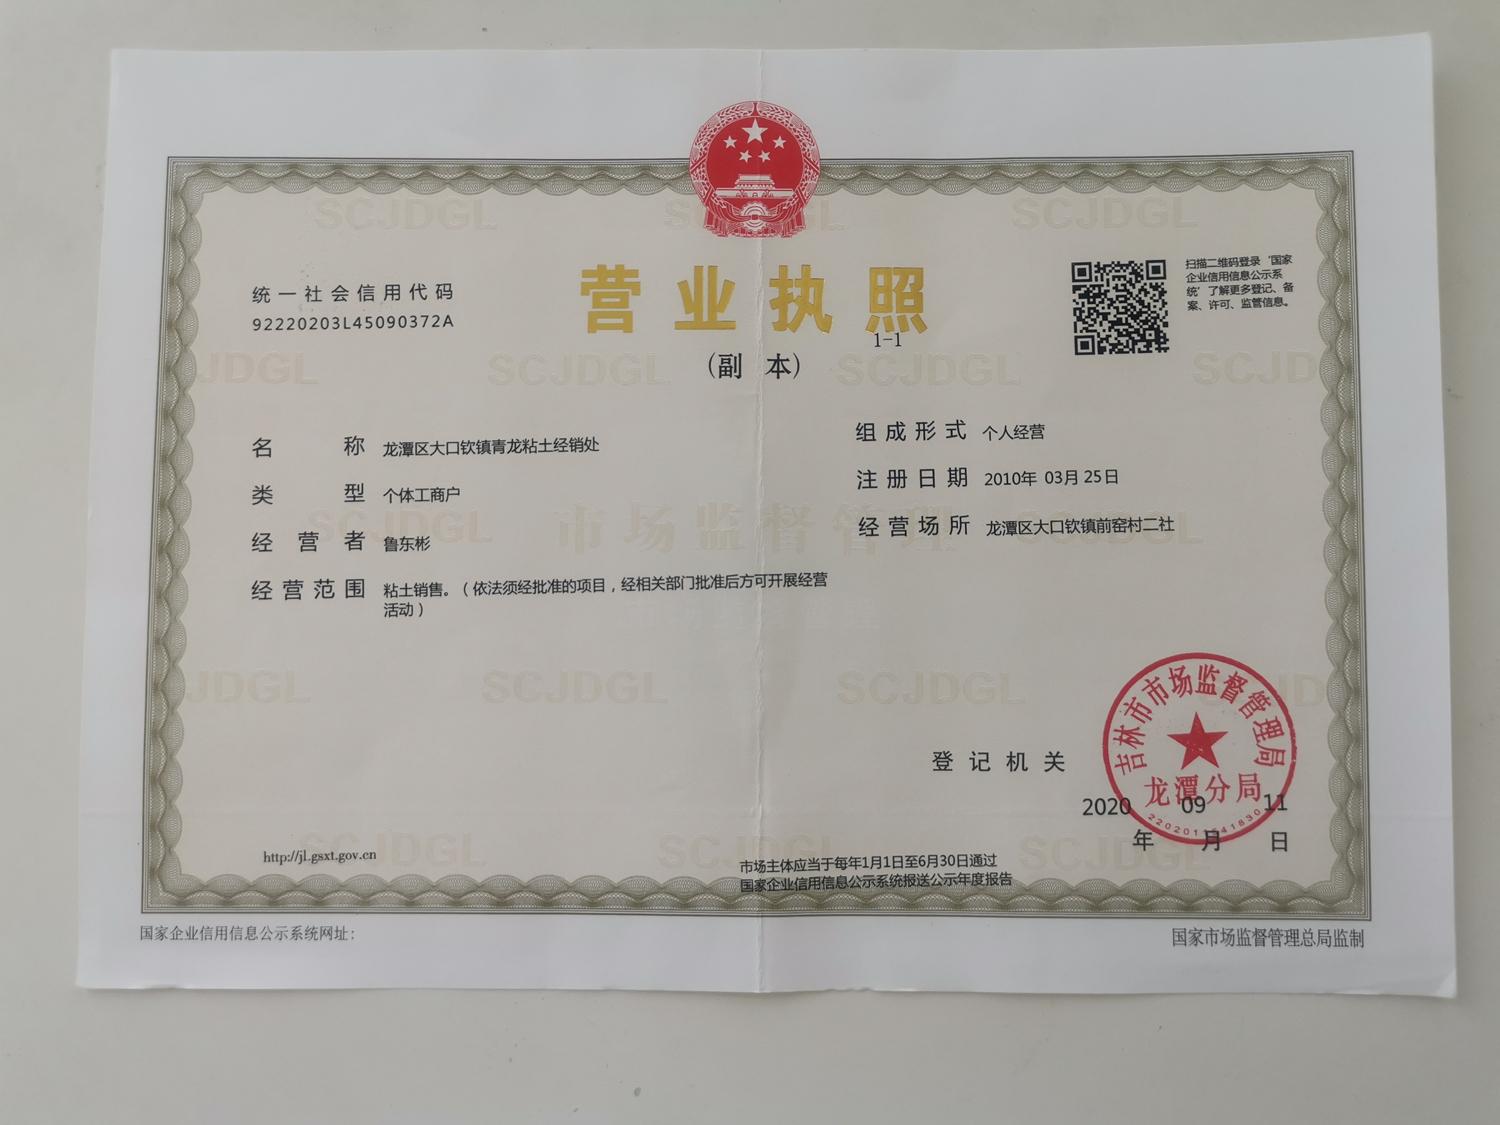 统一社会信用代码
92220203L45090372A
营业执照
1-1
（副 本）
扫描二维码登录‘国家
企业信用信息公示系
统’了解更多登记、备
案、许可、监管信息。
名 称 龙潭区大口钦镇青龙粘土经销处
类 型 个体工商户
经 营 者 鲁东彬
经营范围 粘土销售。（依法须经批准的项目，经相关部门批准后方可开展经营
活动）
组成形式 个人经营
注册日期 2010年 03月 25日
经营场所 龙潭区大口钦镇前窑村二社
登记机关
吉林市市场监督管理局
龙潭分局
2020 09 11
年 月 日
http://jl.gsxt.gov.cn
市场主体应当于每年1月1日至6月30日通过
国家企业信用信息公示系统报送公示年度报告
国家企业信用信息公示系统网址：
国家市场监督管理总局监制
SCJDGL
市场监督管理